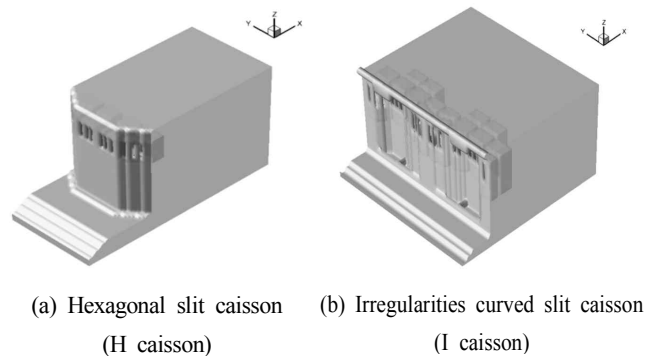 Z
Y
X
Z
Y
X
(a) Hexagonal slit caisson
(H caisson)
(b) Irregularities curved slit caisson
(I caisson)